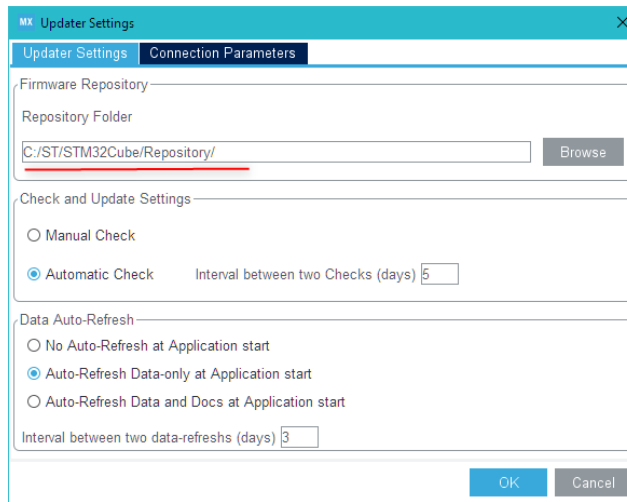 MX Updater Settings
Updater Settings Connection Parameters
Firmware Repository
Repository Folder
C:/ST/STM32Cube/Repository/ Browse
Check and Update Settings
Manual Check
Automatic Check Interval between two Checks (days) 5
Data Auto-Refresh
No Auto-Refresh at Application start
Auto-Refresh Data-only at Application start
Auto-Refresh Data and Docs at Application start
Interval between two data-refreshs (days) 3
OK Cancel